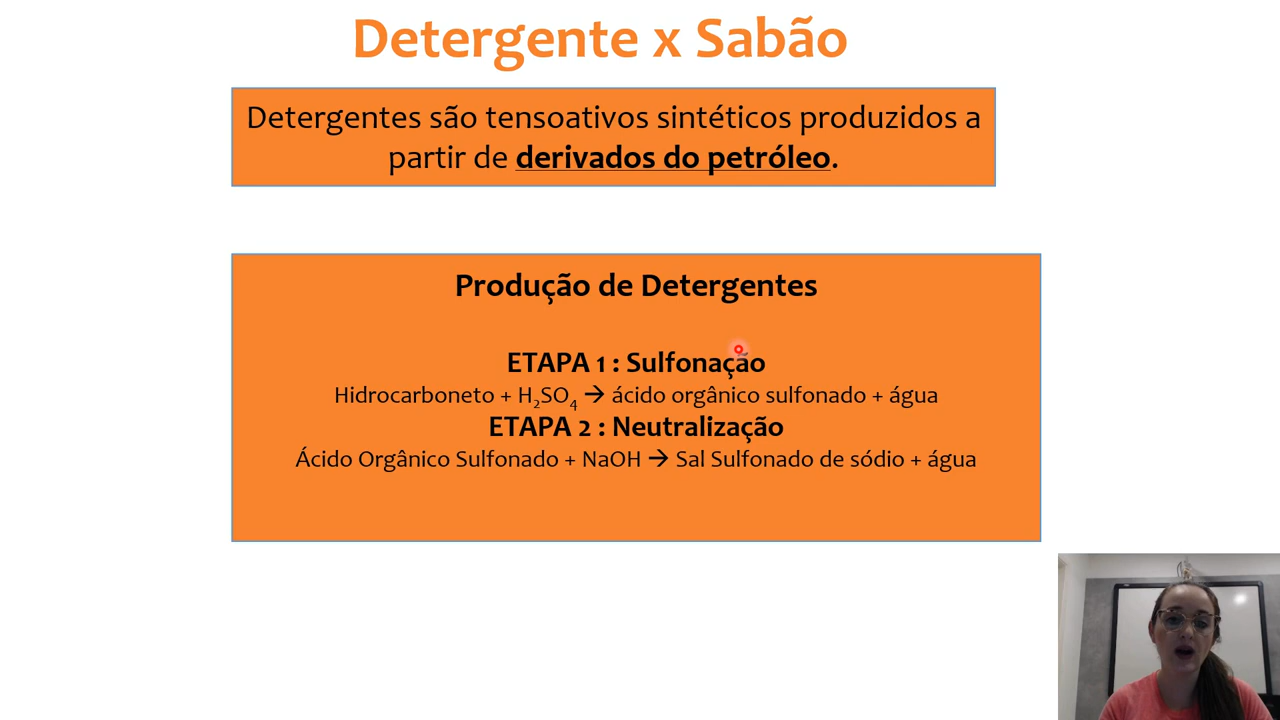 Detergente x Sabão
Detergentes são tensoativos sintéticos produzidos a
partir de derivados do petróleo.
Produção de Detergentes
ETAPA 1 : Sulfonação
Hidrocarboneto + H₂SO₄ → ácido orgânico sulfonado + água
ETAPA 2 : Neutralização
Ácido Orgânico Sulfonado + NaOH → Sal Sulfonado de sódio + água